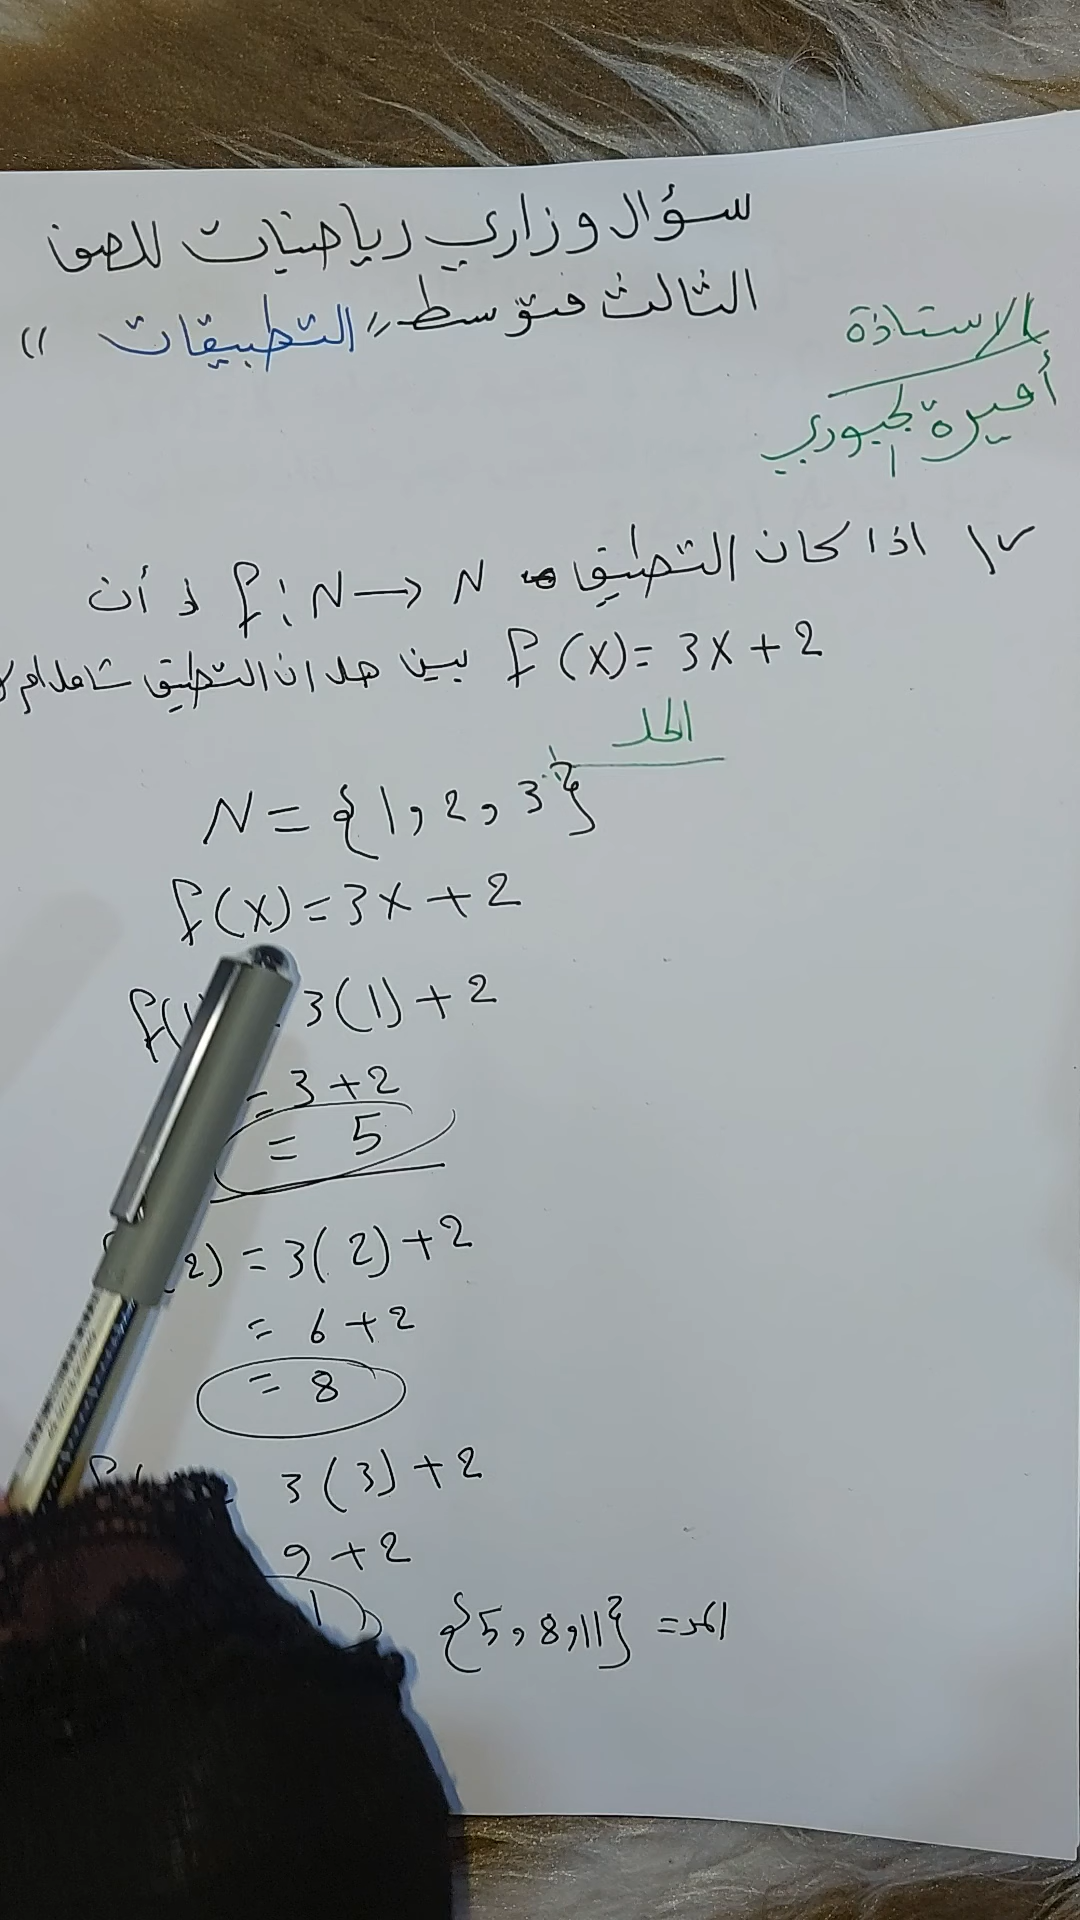 سؤال وزاري رياضيات للصف
الثالث متوسط " التطبيقات "
الاستاذة
أميرة الجبوري
س/ اذا كان التطبيق f : N → N اذ أن
f (x) = 3x + 2 بين هل ان التطبيق شامل ام لا
الحل
N = {1, 2, 3}
f(x) = 3x + 2
3(1) + 2
= 3 + 2
= 5
2) = 3(2) + 2
= 6 + 2
= 8
3(3) + 2
9 + 2
المدى = {5, 8, 11}